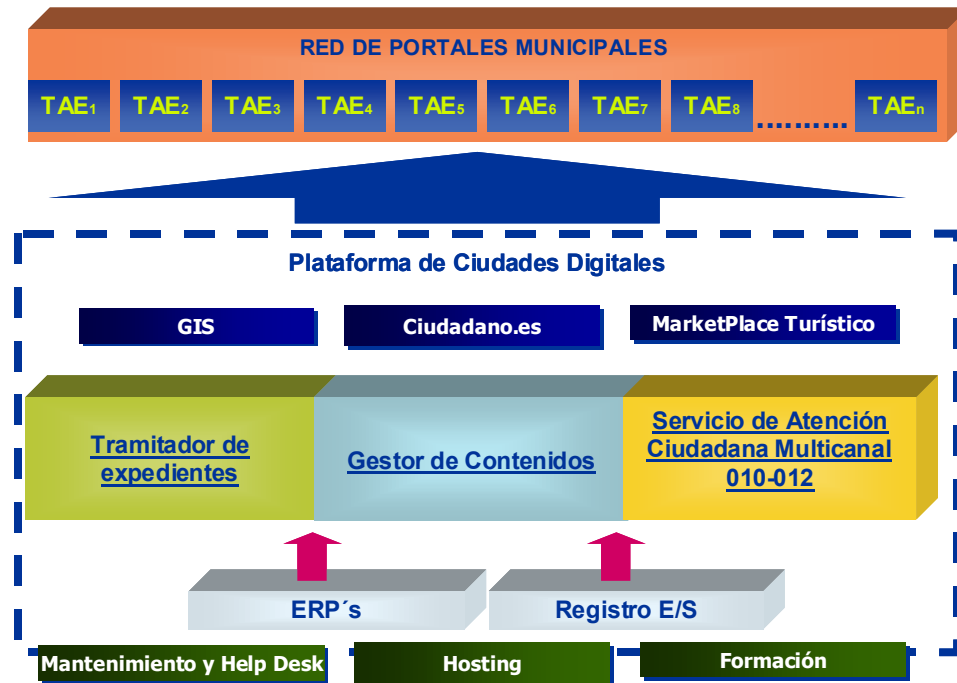 RED DE PORTALES MUNICIPALES
TAE1 TAE2 TAE3 TAE4 TAE5 TAE6 TAE7 TAE8 .......... TAEn
Plataforma de Ciudades Digitales
GIS
Ciudadano.es
MarketPlace Turístico
Tramitador de
expedientes
Gestor de Contenidos
Servicio de Atención
Ciudadana Multicanal
010-012
ERP´s
Registro E/S
Mantenimiento y Help Desk
Hosting
Formación